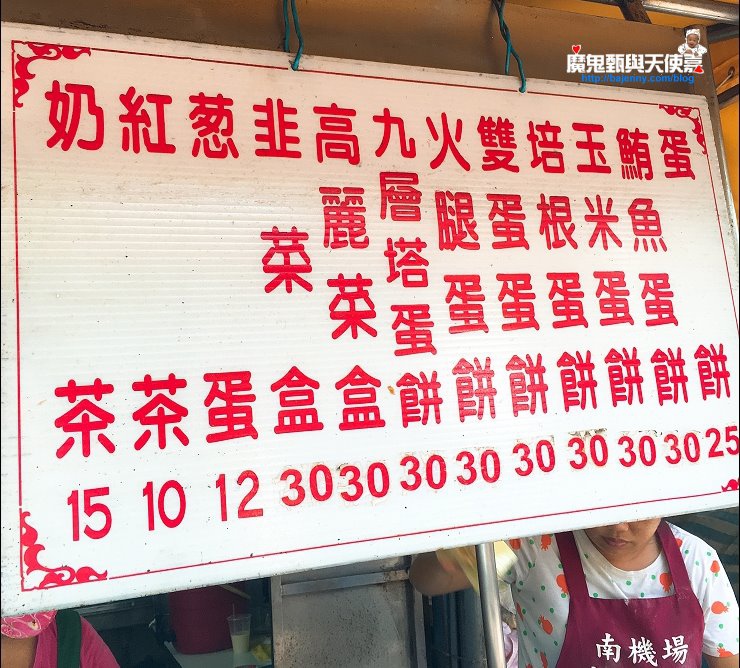 魔鬼甄與天使嘉
http://bajenny.com/blog
蛋餅 25
鮪魚蛋餅 30
玉米蛋餅 30
培根蛋餅 30
雙蛋餅 30
火腿蛋餅 30
九層塔蛋餅 30
高麗菜盒 30
韭菜盒 30
葱蛋 12
紅茶 10
奶茶 15
南機場